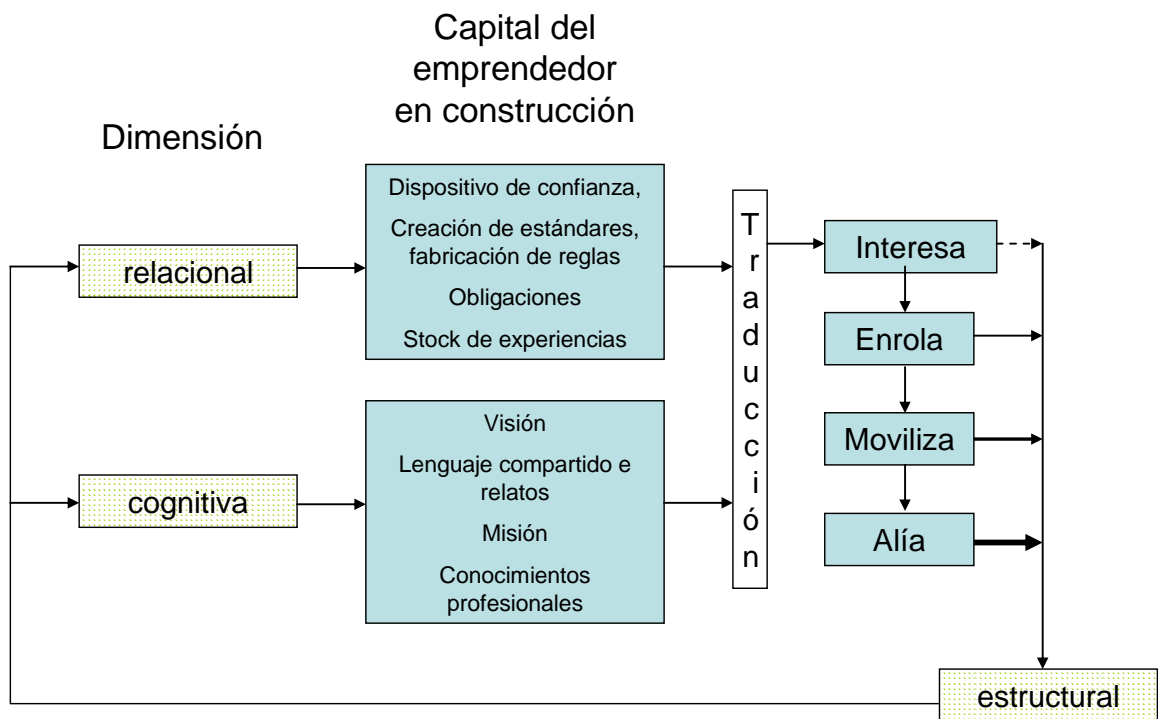 Capital del
emprendedor
en construcción
Dimensión
relacional
Dispositivo de confianza,
Creación de estándares,
fabricación de reglas
Obligaciones
Stock de experiencias
cognitiva
Visión
Lenguaje compartido e
relatos
Misión
Conocimientos
profesionales
Traducción
Interesa
Enrola
Moviliza
Alía
estructural